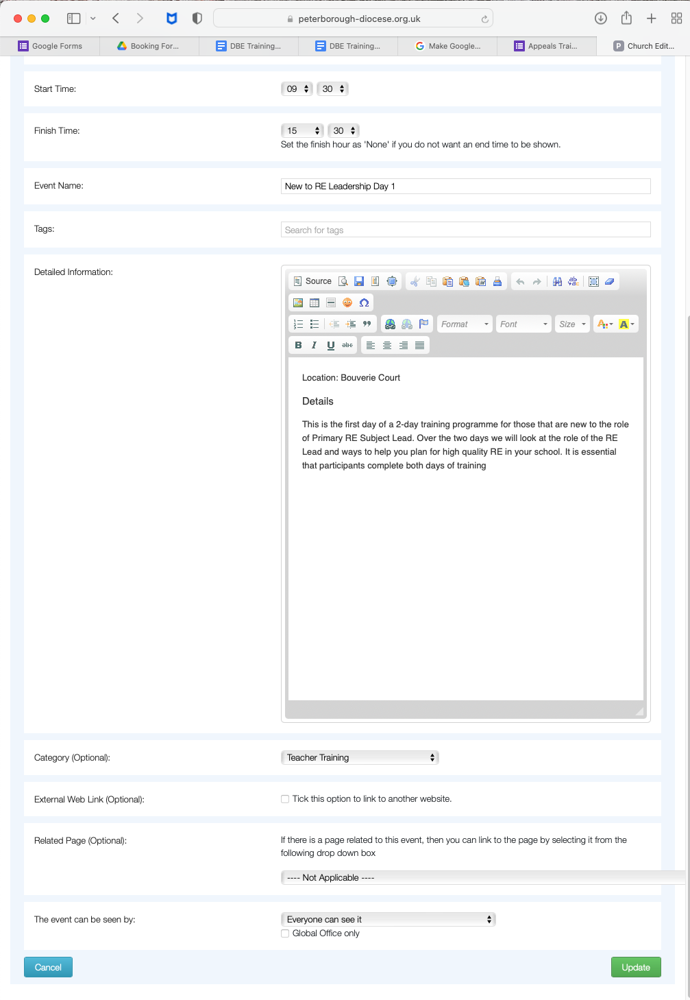 peterborough-diocese.org.uk
Google Forms
Booking For...
DBE Training...
DBE Training...
Make Google...
Appeals Trai...
P Church Edit...
Start Time:
09 30
Finish Time:
15 30
Set the finish hour as 'None' if you do not want an end time to be shown.
Event Name:
New to RE Leadership Day 1
Tags:
Search for tags
Detailed Information:
Source
Format
Font
Size
A
A
B I U abc
Location: Bouverie Court
Details
This is the first day of a 2-day training programme for those that are new to the role
of Primary RE Subject Lead. Over the two days we will look at the role of the RE
Lead and ways to help you plan for high quality RE in your school. It is essential
that participants complete both days of training
Category (Optional):
Teacher Training
External Web Link (Optional):
Tick this option to link to another website.
Related Page (Optional):
If there is a page related to this event, then you can link to the page by selecting it from the
following drop down box
---- Not Applicable ----
The event can be seen by:
Everyone can see it
Global Office only
Cancel
Update